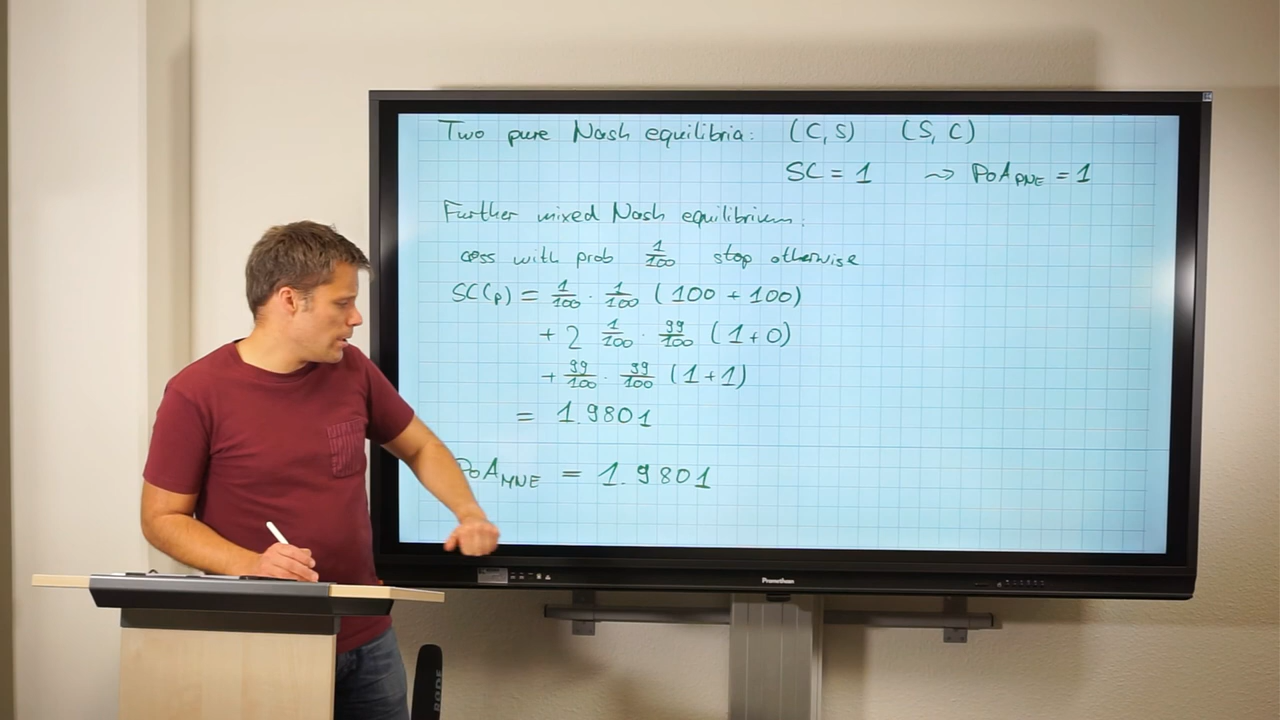 Two pure Nash equilibria: (C, S) (S, C)
SC = 1 ⇝ PoA_PNE = 1
Further mixed Nash equilibrium:
coss with prob 1/100 stop otherwise
SC(p) = 1/100 · 1/100 (100 + 100)
+ 2 1/100 · 99/100 (1 + 0)
+ 99/100 · 99/100 (1 + 1)
= 1.9801
PoA_MNE = 1.9801
Promethean
RODE